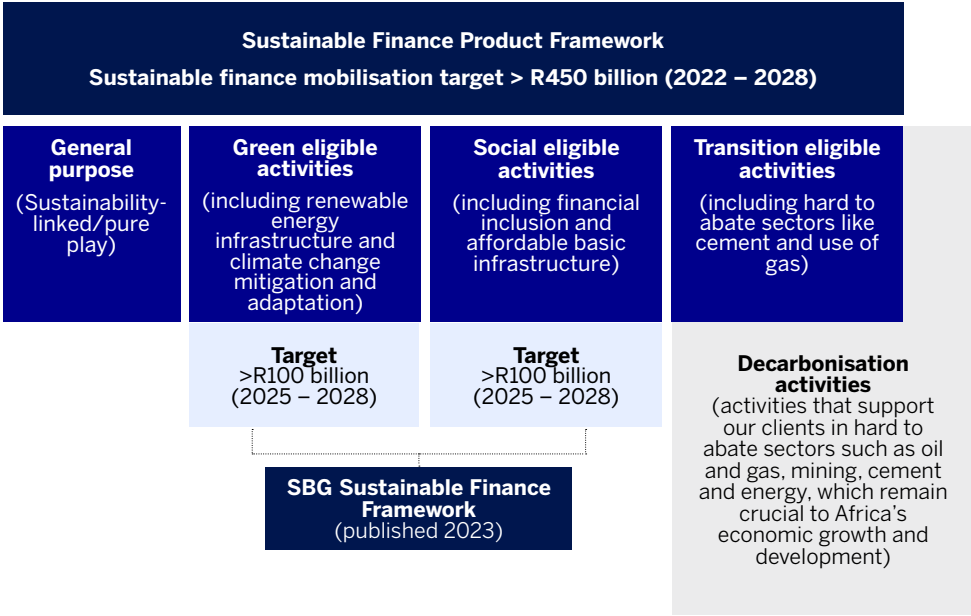 Sustainable Finance Product Framework
Sustainable finance mobilisation target > R450 billion (2022 – 2028)
General
purpose
(Sustainability-
linked/pure
play)
Green eligible
activities
(including renewable
energy
infrastructure and
climate change
mitigation and
adaptation)
Social eligible
activities
(including financial
inclusion and
affordable basic
infrastructure)
Transition eligible
activities
(including hard to
abate sectors like
cement and use of
gas)
Target
>R100 billion
(2025 – 2028)
Target
>R100 billion
(2025 – 2028)
Decarbonisation
activities
(activities that support
our clients in hard to
abate sectors such as oil
and gas, mining, cement
and energy, which remain
crucial to Africa's
economic growth and
development)
SBG Sustainable Finance
Framework
(published 2023)